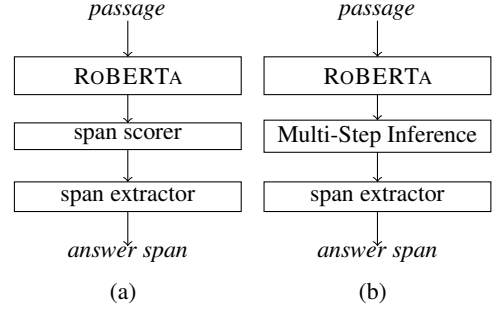 passage passage
ROBERTA ROBERTA
span scorer Multi-Step Inference
span extractor span extractor
answer span answer span
(a) (b)